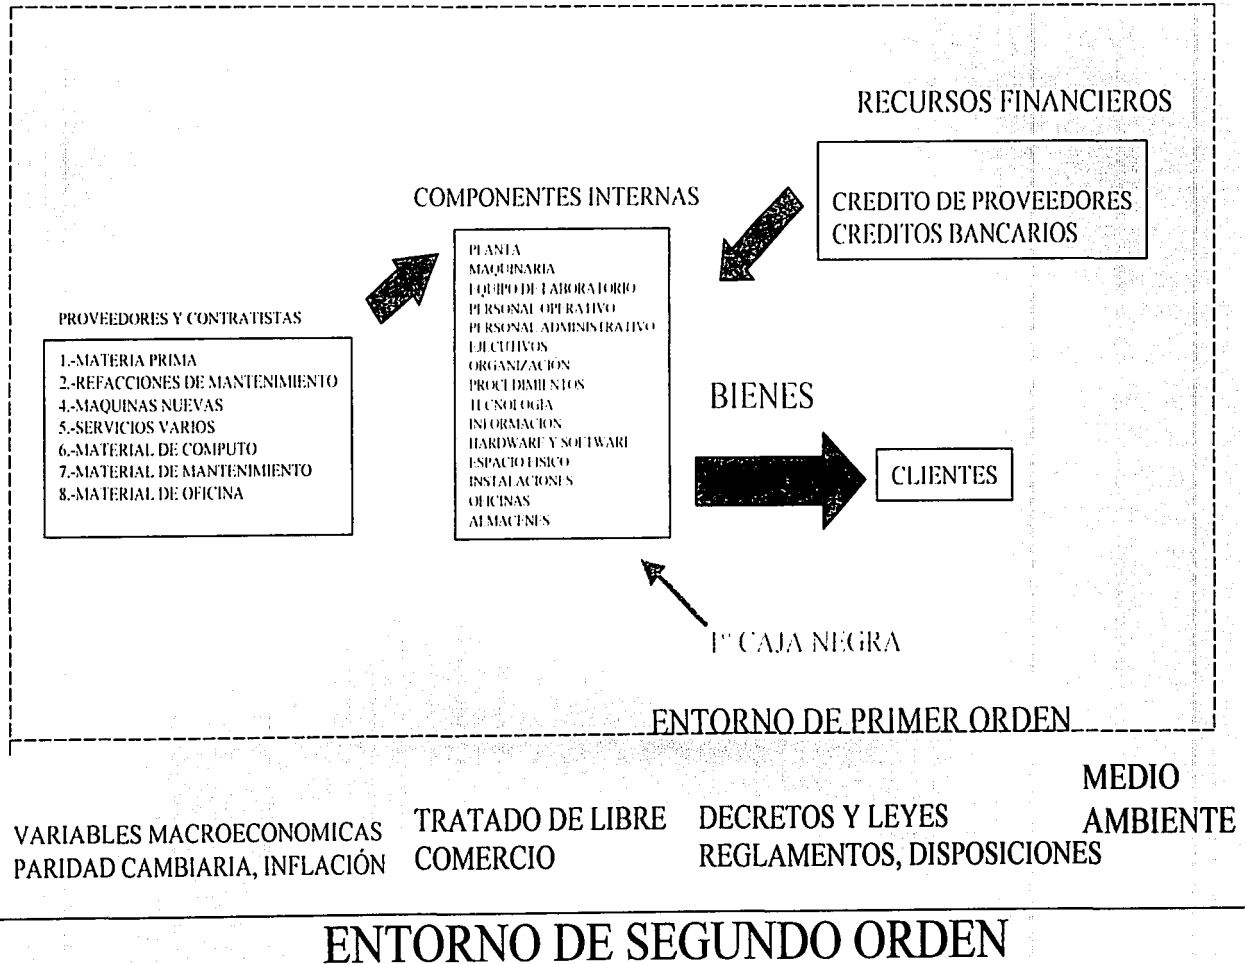 RECURSOS FINANCIEROS
CREDITO DE PROVEEDORES
CREDITOS BANCARIOS
COMPONENTES INTERNAS
PLANTA
MAQUINARIA
EQUIPO DE LABORATORIO
PERSONAL OPERATIVO
PERSONAL ADMINISTRATIVO
EJECUTIVOS
ORGANIZACIÓN
PROCEDIMIENTOS
TECNOLOGÍA
INFORMACION
HARDWARE Y SOFTWARE
ESPACIO FISICO
INSTALACIONES
OFICINAS
ALMACENES
PROVEEDORES Y CONTRATISTAS
1.-MATERIA PRIMA
2.-REFACCIONES DE MANTENIMIENTO
4.-MAQUINAS NUEVAS
5.-SERVICIOS VARIOS
6.-MATERIAL DE COMPUTO
7.-MATERIAL DE MANTENIMIENTO
8.-MATERIAL DE OFICINA
BIENES
CLIENTES
1º CAJA NEGRA
ENTORNO DE PRIMER ORDEN
VARIABLES MACROECONOMICAS
PARIDAD CAMBIARIA, INFLACIÓN
TRATADO DE LIBRE
COMERCIO
DECRETOS Y LEYES
REGLAMENTOS, DISPOSICIONES
MEDIO
AMBIENTE
ENTORNO DE SEGUNDO ORDEN